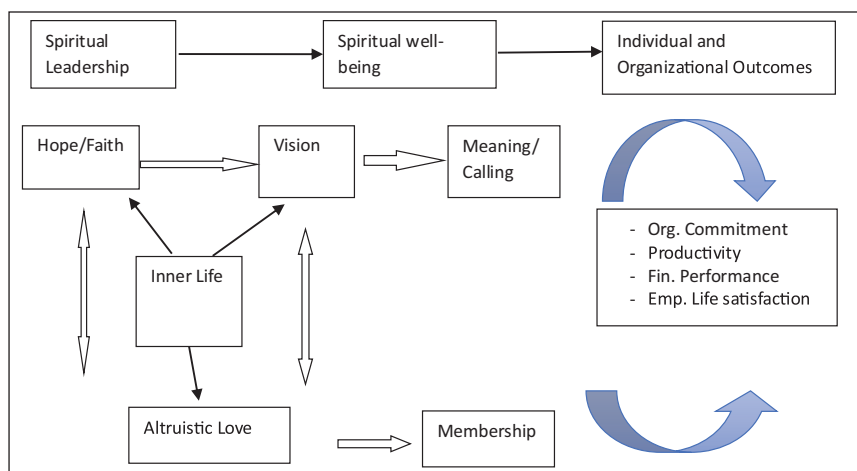 Spiritual
Leadership
Spiritual well-
being
Individual and
Organizational Outcomes
Hope/Faith
Vision
Meaning/
Calling
- Org. Commitment
- Productivity
- Fin. Performance
- Emp. Life satisfaction
Inner Life
Altruistic Love
Membership